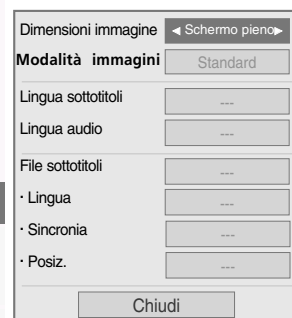 Dimensioni immagine ◄ Schermo pieno►
Modalità immagini Standard
Lingua sottotitoli ---
Lingua audio ---
File sottotitoli ---
· Lingua ---
· Sincronia ---
· Posiz. ---
Chiudi